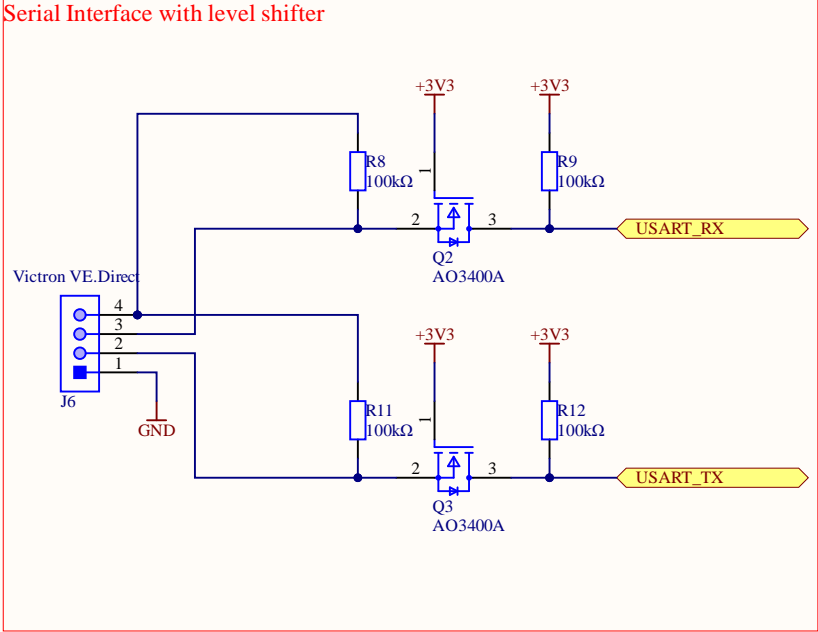 Serial Interface with level shifter
+3V3
+3V3
R8
100kΩ
1
R9
100kΩ
2
3
USART_RX
Q2
AO3400A
Victron VE.Direct
4
3
2
1
J6
GND
+3V3
+3V3
R11
100kΩ
1
R12
100kΩ
2
3
USART_TX
Q3
AO3400A